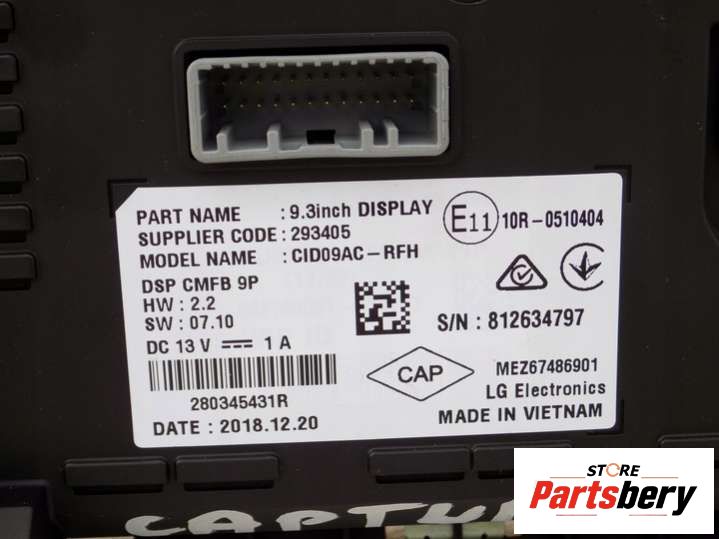 PART NAME : 9.3inch DISPLAY
SUPPLIER CODE : 293405
MODEL NAME : CID09AC-RFH
E11 10R-0510404
DSP CMFB 9P
HW : 2.2
SW : 07.10
S/N : 812634797
DC 13 V 1 A
280345431R
DATE : 2018.12.20
CAP
MEZ67486901
LG Electronics
MADE IN VIETNAM
STORE
Partsbery